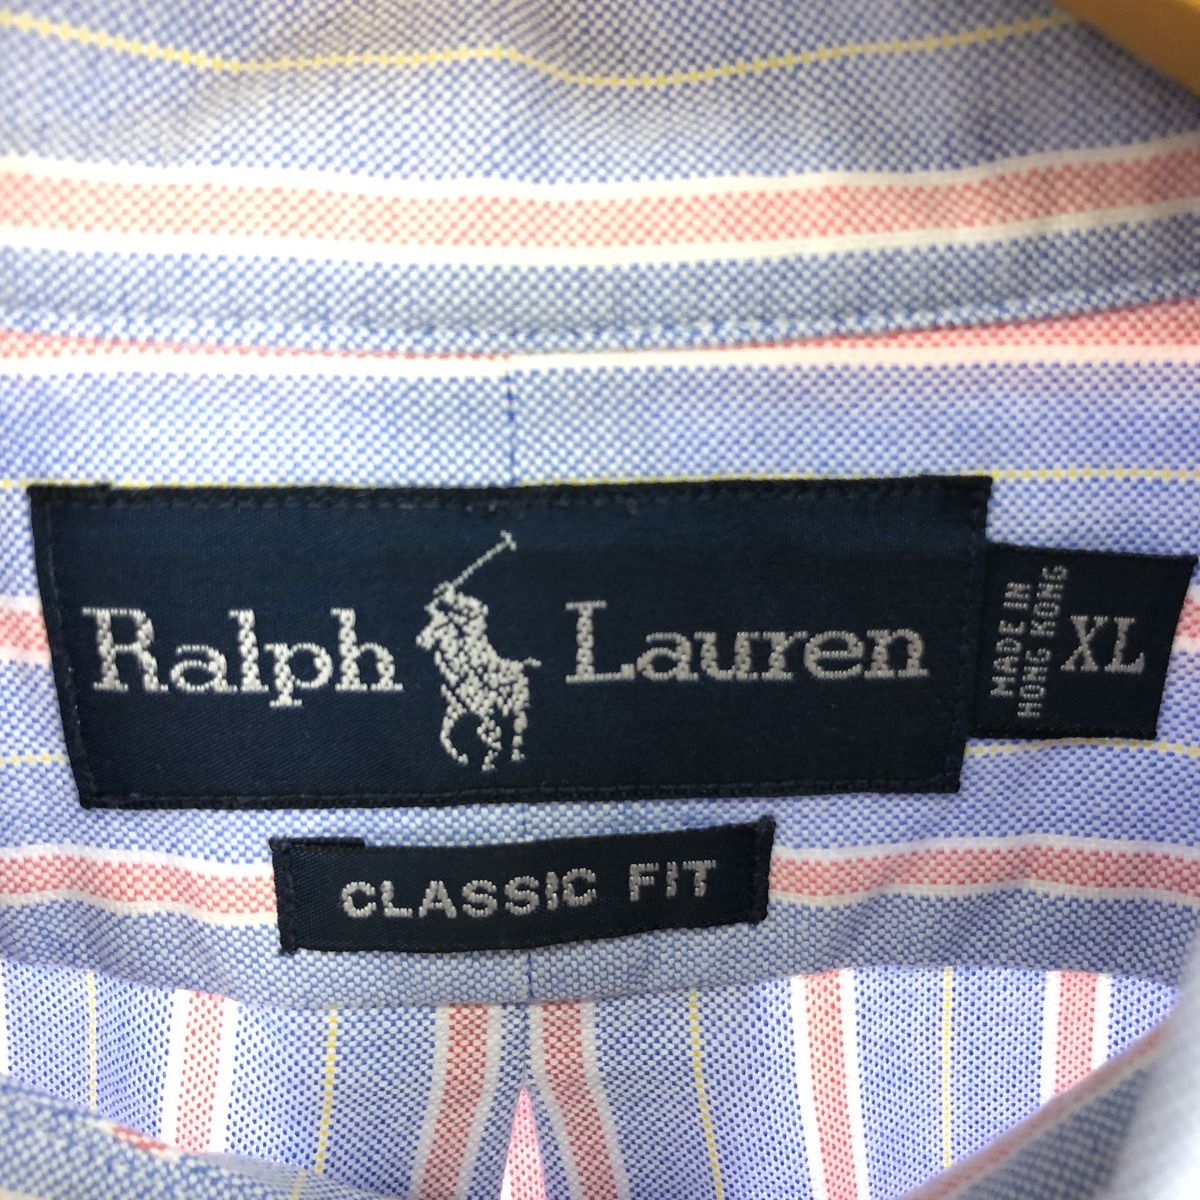 Ralph Lauren
MADE IN
HONG KONG
XL
CLASSIC FIT